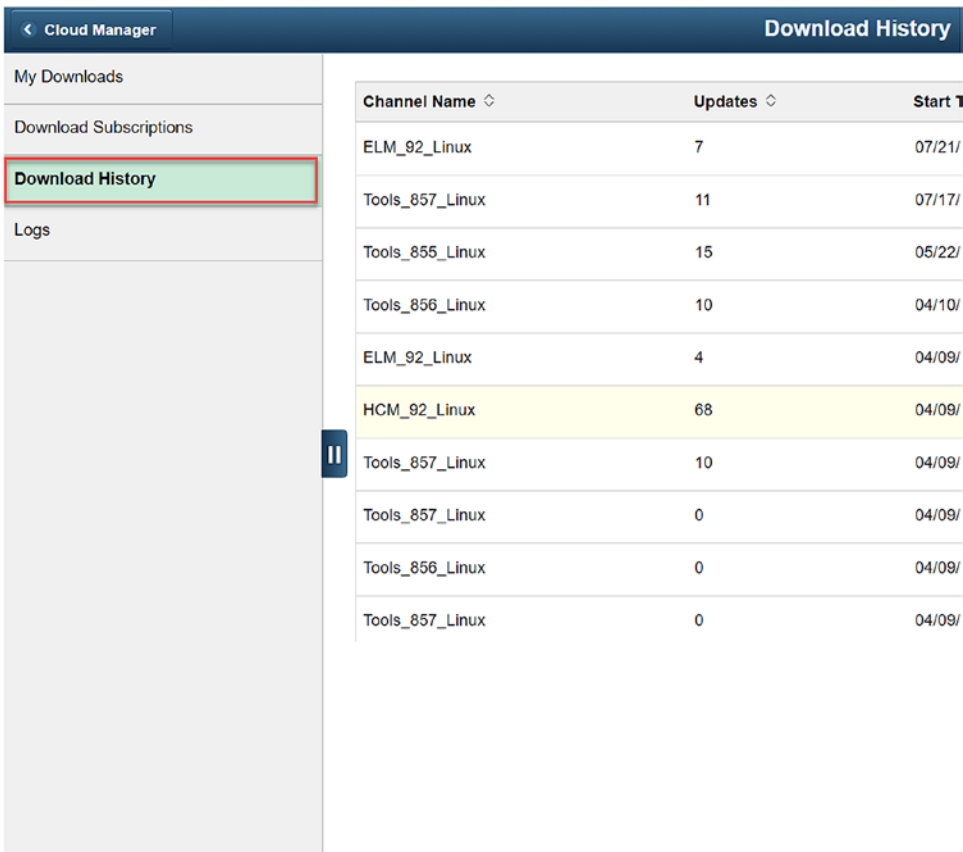 Cloud Manager Download History
My Downloads
Download Subscriptions
Download History
Logs
Channel Name Updates Start T
ELM_92_Linux 7 07/21/
Tools_857_Linux 11 07/17/
Tools_855_Linux 15 05/22/
Tools_856_Linux 10 04/10/
ELM_92_Linux 4 04/09/
HCM_92_Linux 68 04/09/
Tools_857_Linux 10 04/09/
Tools_857_Linux 0 04/09/
Tools_856_Linux 0 04/09/
Tools_857_Linux 0 04/09/